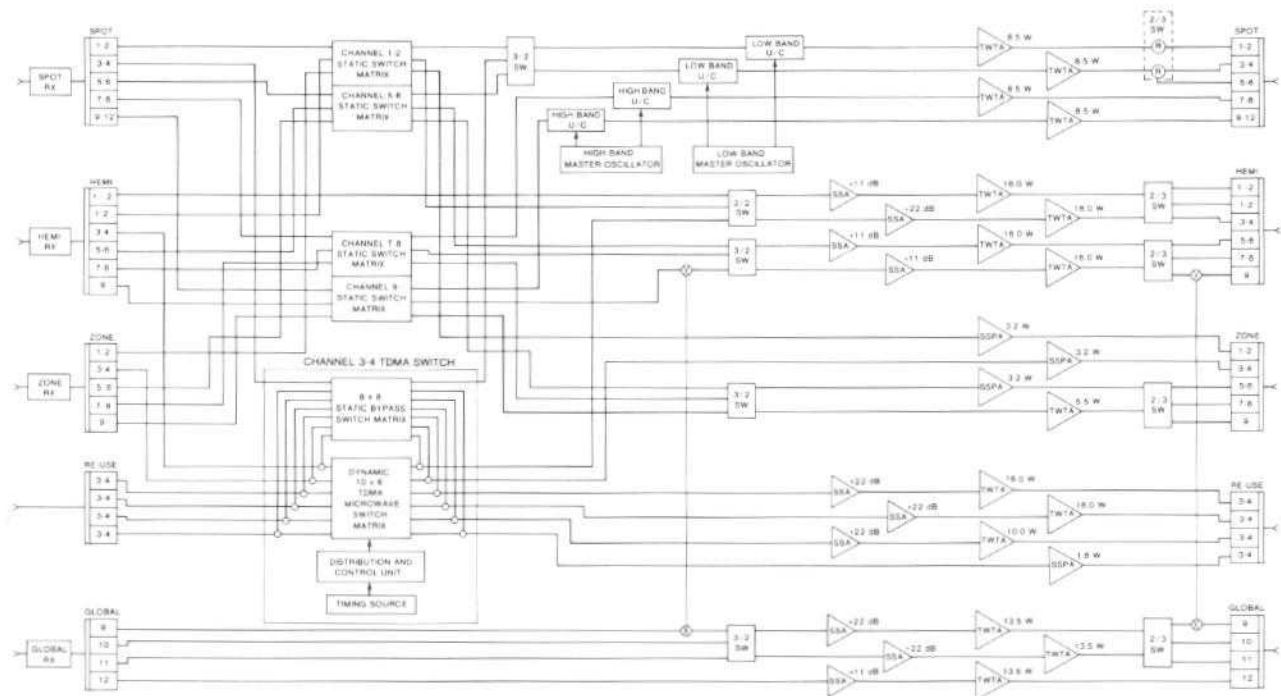 SPOT
SPOT RX
1-2
3-4
5-6
7-8
9-12
HEMI
HEMI RX
1-2
1-2
3-4
5-6
7-8
9
ZONE
ZONE RX
1-2
3-4
5-6
7-8
9
RE-USE
3-4
3-4
3-4
3-4
GLOBAL
GLOBAL RX
9
10
11
12
CHANNEL 1-2
STATIC SWITCH
MATRIX
CHANNEL 5-6
STATIC SWITCH
MATRIX
CHANNEL 7-8
STATIC SWITCH
MATRIX
CHANNEL 9
STATIC SWITCH
MATRIX
CHANNEL 3-4 TDMA SWITCH
8 × 8
STATIC BYPASS
SWITCH MATRIX
DYNAMIC
10 × 6
TDMA
MICROWAVE
SWITCH
MATRIX
DISTRIBUTION AND
CONTROL UNIT
TIMING SOURCE
3/2
SW
LOW BAND
U/C
LOW BAND
U/C
HIGH BAND
U/C
HIGH BAND
U/C
HIGH BAND
MASTER OSCILLATOR
LOW BAND
MASTER OSCILLATOR
TWTA 8.5 W
TWTA 8.5 W
TWTA 8.5 W
TWTA 8.5 W
2/3
SW
R
R
SPOT
1-2
3-4
5-6
7-8
9-12
2/2
SW
3/2
SW
SSA +11 dB
SSA +22 dB
SSA +11 dB
SSA +11 dB
TWTA 16.0 W
TWTA 16.0 W
TWTA 16.0 W
TWTA 16.0 W
2/3
SW
2/3
SW
Σ
Σ
HEMI
1-2
1-2
3-4
5-6
7-8
9
3/2
SW
SSPA 3.2 W
SSPA 3.2 W
SSPA 3.2 W
TWTA 5.5 W
2/3
SW
ZONE
1-2
3-4
5-6
7-8
9
SSA +22 dB
SSA +22 dB
SSA +22 dB
TWTA 16.0 W
TWTA 16.0 W
TWTA 10.0 W
SSPA 1.8 W
RE-USE
3-4
3-4
3-4
3-4
Σ
3/2
SW
SSA +22 dB
SSA +22 dB
SSA +11 dB
TWTA 13.5 W
TWTA 13.5 W
TWTA 13.5 W
2/3
SW
Σ
GLOBAL
9
10
11
12